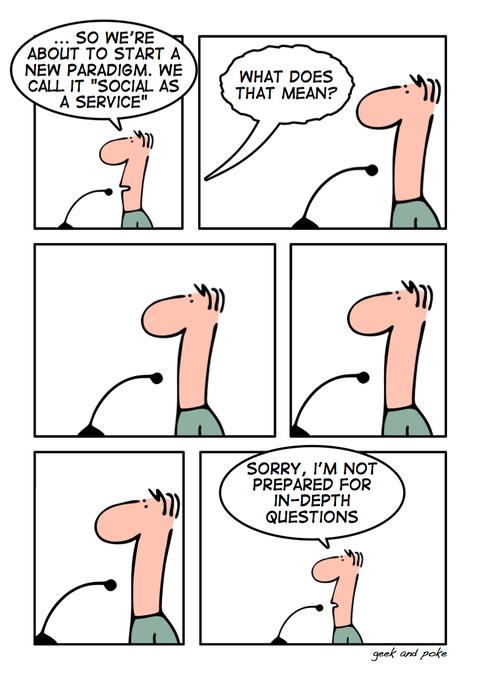 ... SO WE'RE
ABOUT TO START A
NEW PARADIGM. WE
CALL IT "SOCIAL AS
A SERVICE"
WHAT DOES
THAT MEAN?
SORRY, I'M NOT
PREPARED FOR
IN-DEPTH
QUESTIONS
geek and poke